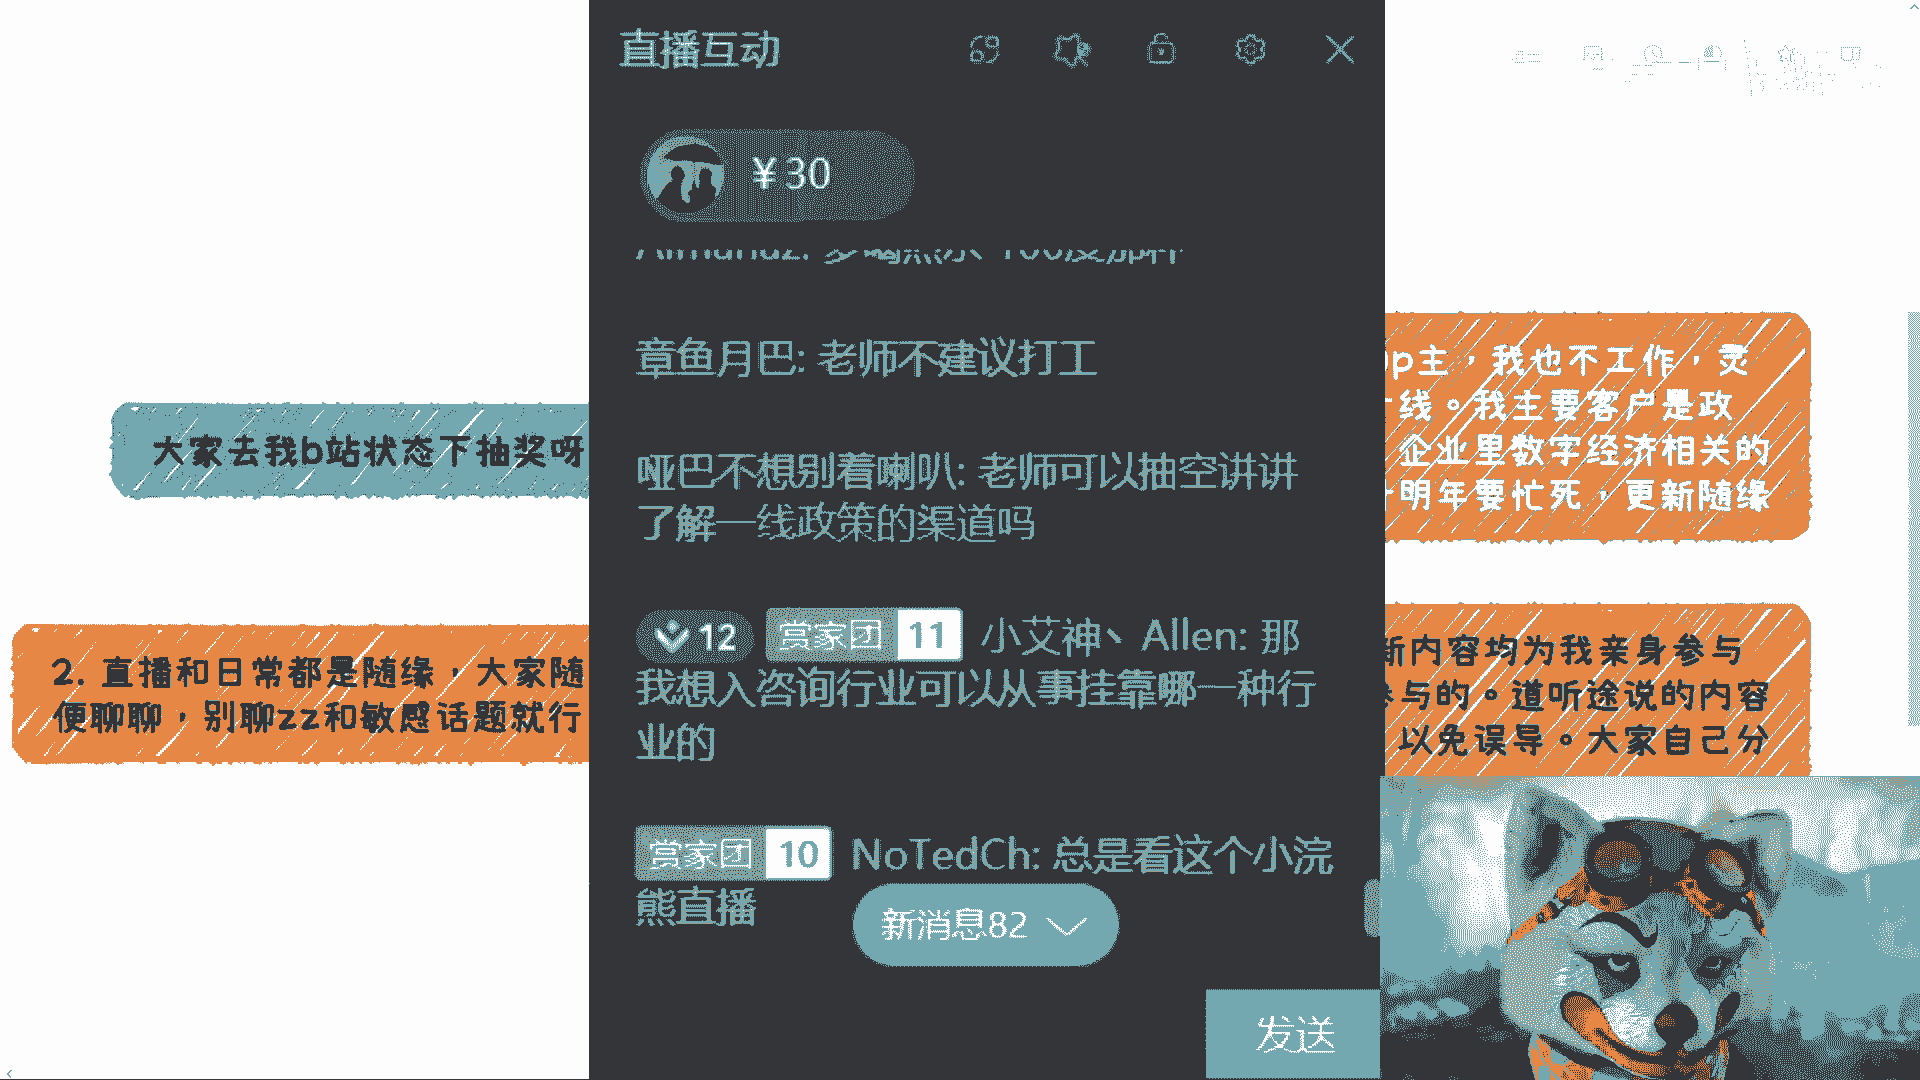 直播互动
¥30
章鱼月巴: 老师不建议打工
哑巴不想别着喇叭: 老师可以抽空讲讲
了解一线政策的渠道吗
12 赏家团 11 小艾神丶Allen: 那
我想入咨询行业可以从事挂靠哪一种行
业的
赏家团 10 NoTedCh: 总是看这个小浣
熊直播
新消息82
发送
大家去我b站状态下抽奖呀
2. 直播和日常都是随缘，大家随
便聊聊，别聊zz和敏感话题就行
p主，我也不工作，灵
线。我主要客户是政
企业里数字经济相关的
明年要忙死，更新随缘
新内容均为我亲身参与
参与的。道听途说的内容
以免误导。大家自己分